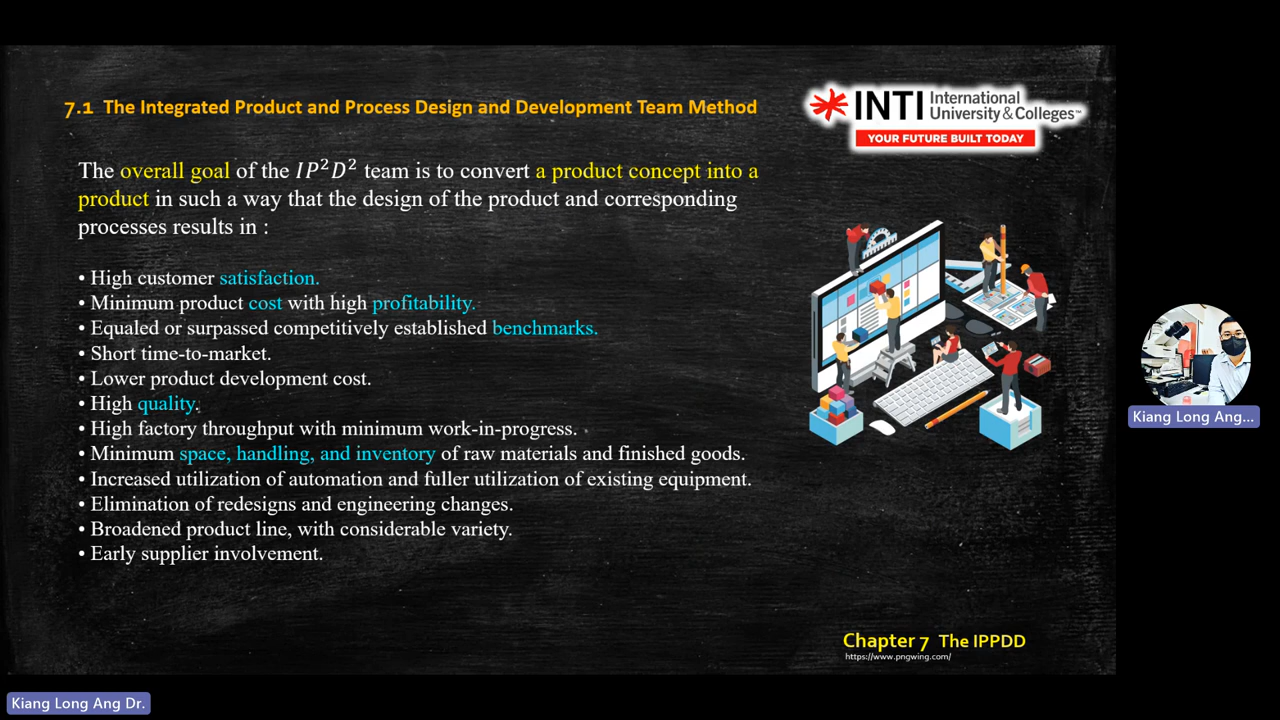 7.1 The Integrated Product and Process Design and Development Team Method
INTI International
University & Colleges™
YOUR FUTURE BUILT TODAY
The overall goal of the IP²D² team is to convert a product concept into a
product in such a way that the design of the product and corresponding
processes results in :
• High customer satisfaction.
• Minimum product cost with high profitability.
• Equaled or surpassed competitively established benchmarks.
• Short time-to-market.
• Lower product development cost.
• High quality.
• High factory throughput with minimum work-in-progress.
• Minimum space, handling, and inventory of raw materials and finished goods.
• Increased utilization of automation and fuller utilization of existing equipment.
• Elimination of redesigns and engineering changes.
• Broadened product line, with considerable variety.
• Early supplier involvement.
Kiang Long Ang...
Chapter 7 The IPPDD
https://www.pngwing.com/
Kiang Long Ang Dr.